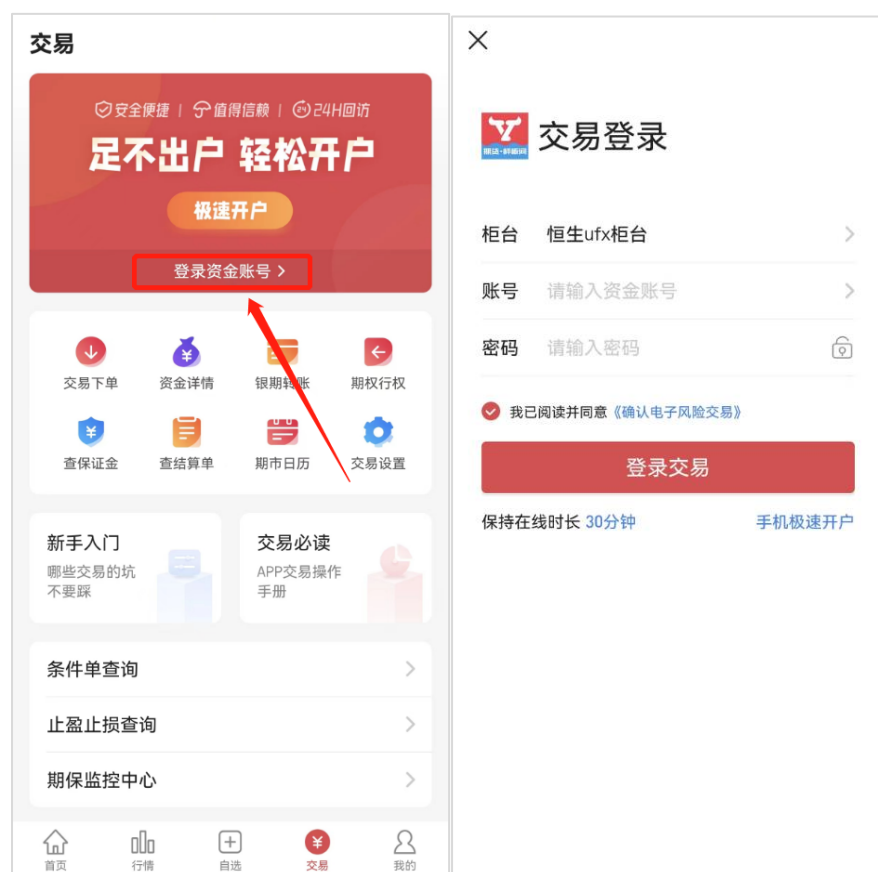 交易
安全便捷 | 值得信赖 | 24H回访
足不出户 轻松开户
极速开户
登录资金账号
交易下单 资金详情 银期转账 期权行权
查保证金 查结算单 期市日历 交易设置
新手入门
哪些交易的坑
不要踩
交易必读
APP交易操作
手册
条件单查询
止盈止损查询
期保监控中心
首页 行情 自选 交易 我的
交易登录
柜台 恒生ufx柜台
账号 请输入资金账号
密码 请输入密码
我已阅读并同意《确认电子风险交易》
登录交易
保持在线时长 30分钟 手机极速开户